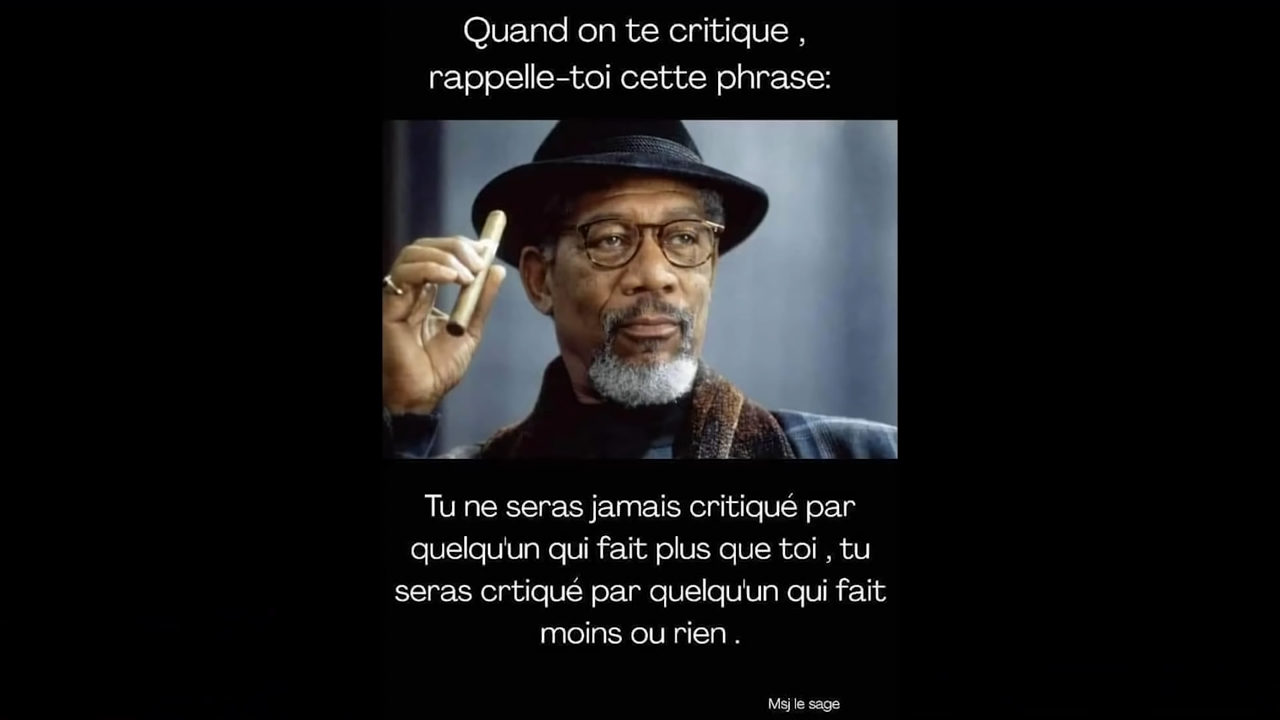 Quand on te critique ,
rappelle-toi cette phrase:
Tu ne seras jamais critiqué par
quelqu'un qui fait plus que toi , tu
seras crtiqué par quelqu'un qui fait
moins ou rien .
Msj le sage